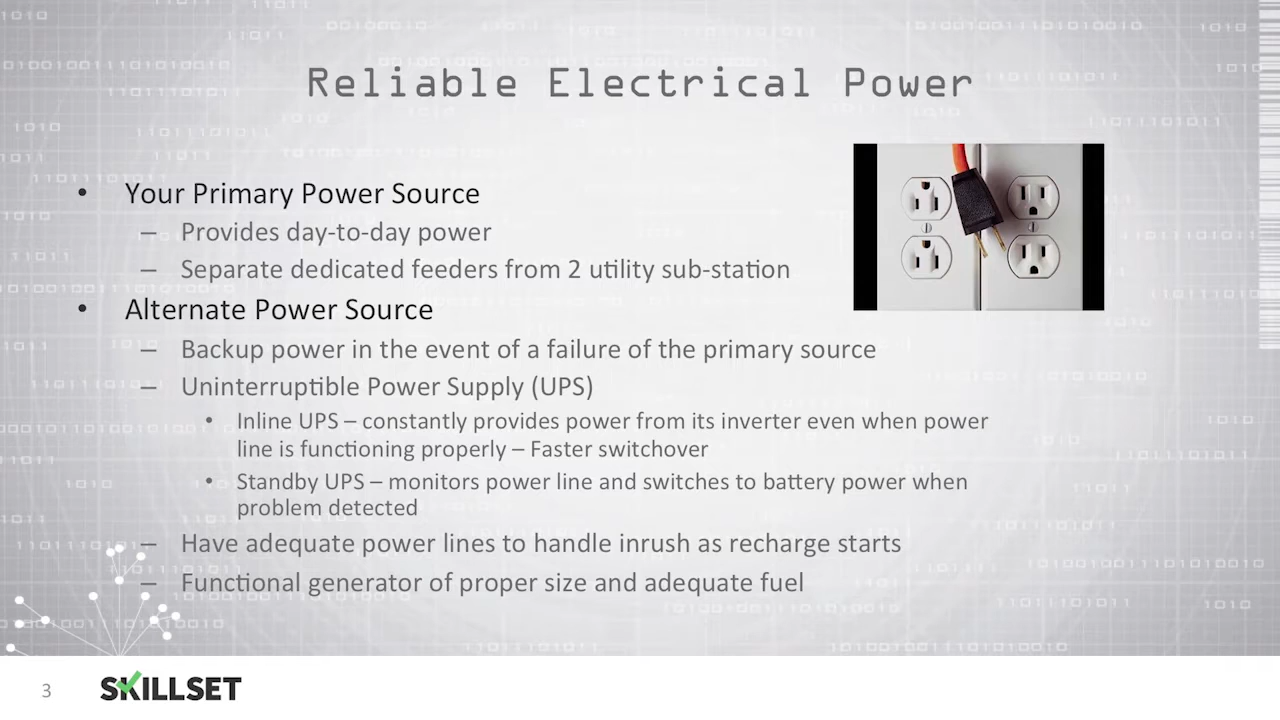 Reliable Electrical Power
• Your Primary Power Source
– Provides day-to-day power
– Separate dedicated feeders from 2 utility sub-station
• Alternate Power Source
– Backup power in the event of a failure of the primary source
– Uninterruptible Power Supply (UPS)
• Inline UPS – constantly provides power from its inverter even when power
line is functioning properly – Faster switchover
• Standby UPS – monitors power line and switches to battery power when
problem detected
– Have adequate power lines to handle inrush as recharge starts
– Functional generator of proper size and adequate fuel
3
SKILLSET